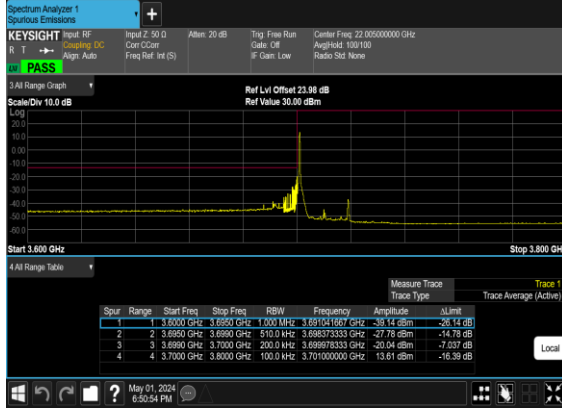 Spectrum Analyzer 1
Spurious Emissions
+
KEYSIGHT
R T
LXI
PASS
Input: RF
Coupling: DC
Align: Auto
Input Z: 50 Ω
Corr CCorr
Freq Ref: Int (S)
Atten: 20 dB
Trig: Free Run
Gate: Off
IF Gain: Low
Center Freq: 22.005000000 GHz
Avg|Hold: 100/100
Radio Std: None
3 All Range Graph
Ref Lvl Offset 23.98 dB
Scale/Div 10.0 dB
Ref Value 30.00 dBm
Log
20.0
10.0
0.00
-10.0
-20.0
-30.0
-40.0
-50.0
-60.0
Start 3.600 GHz
Stop 3.800 GH
4 All Range Table
Measure Trace Trace 1
Trace Type Trace Average (Active)
Spur Range Start Freq Stop Freq RBW Frequency Amplitude ΔLimit
1 1 3.6000 GHz 3.6950 GHz 1.000 MHz 3.691041667 GHz -39.14 dBm -26.14 dB
2 2 3.6950 GHz 3.6990 GHz 510.0 kHz 3.698373333 GHz -27.78 dBm -14.78 dB
3 3 3.6990 GHz 3.7000 GHz 200.0 kHz 3.699978333 GHz -20.04 dBm -7.037 dB
4 4 3.7000 GHz 3.8000 GHz 100.0 kHz 3.701000000 GHz 13.61 dBm -16.39 dB
Local
?
May 01, 2024
6:50:54 PM